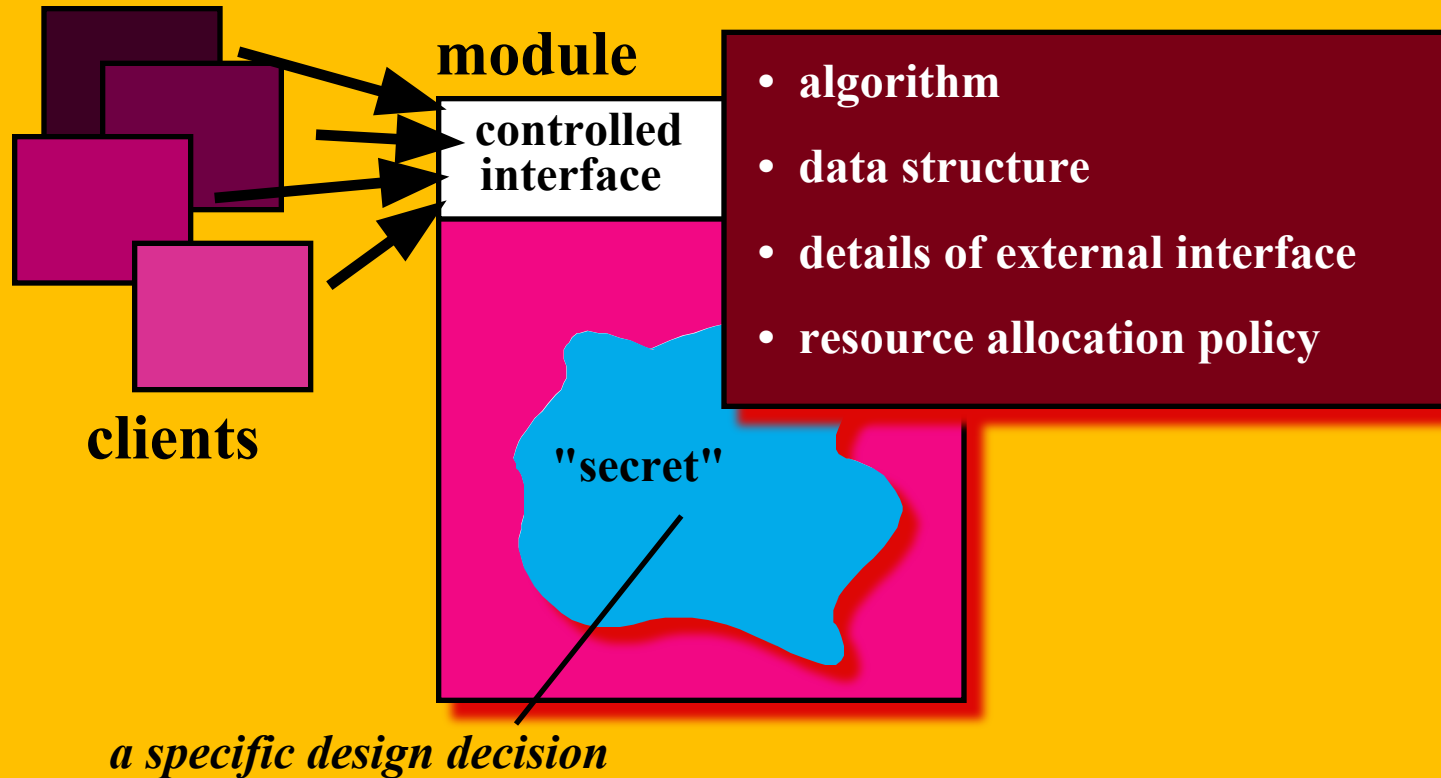 module
controlled
interface
• algorithm
• data structure
• details of external interface
• resource allocation policy
clients
"secret"
a specific design decision